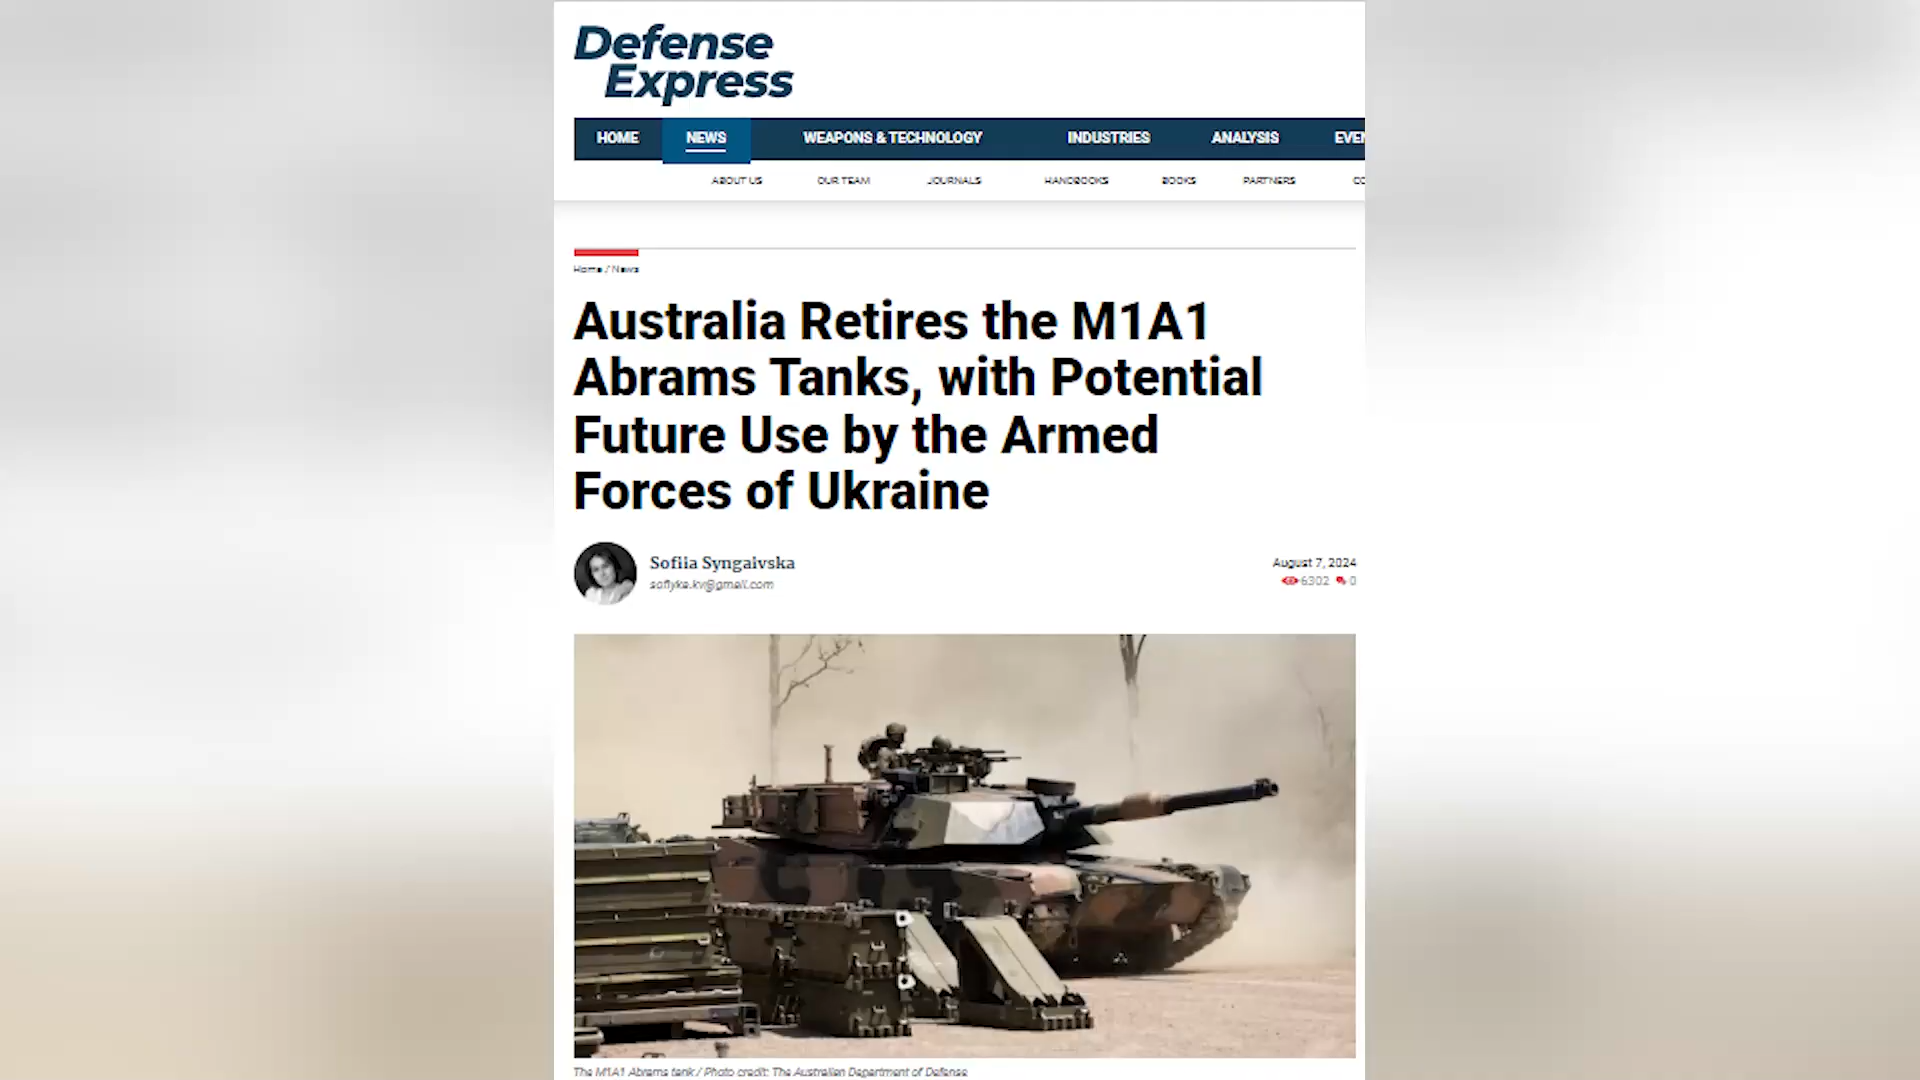 Defense
Express
HOME NEWS WEAPONS & TECHNOLOGY INDUSTRIES ANALYSIS
ABOUT US OUR TEAM JOURNALS HANDBOOKS BOOKS PARTNERS
Home / News
Australia Retires the M1A1
Abrams Tanks, with Potential
Future Use by the Armed
Forces of Ukraine
Sofiia Syngaivska
August 7, 2024
sofiyka.kv@gmail.com
6302 0
The M1A1 Abrams tank / Photo credit: The Australian Department of Defense